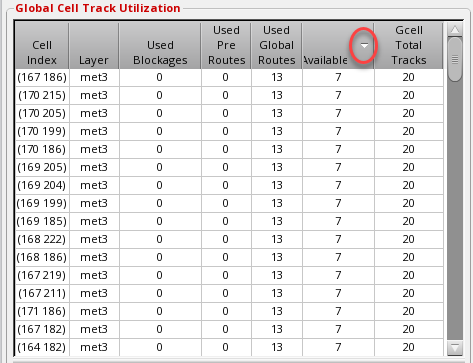 Global Cell Track Utilization
Cell Index Layer Used Blockages Used Pre Routes Used Global Routes Available Gcell Total Tracks
(167 186) met3 0 0 13 7 20
(170 215) met3 0 0 13 7 20
(170 205) met3 0 0 13 7 20
(170 199) met3 0 0 13 7 20
(170 186) met3 0 0 13 7 20
(169 205) met3 0 0 13 7 20
(169 204) met3 0 0 13 7 20
(169 199) met3 0 0 13 7 20
(169 185) met3 0 0 13 7 20
(168 222) met3 0 0 13 7 20
(168 186) met3 0 0 13 7 20
(167 219) met3 0 0 13 7 20
(167 211) met3 0 0 13 7 20
(171 186) met3 0 0 13 7 20
(167 182) met3 0 0 13 7 20
(164 182) met3 0 0 13 7 20